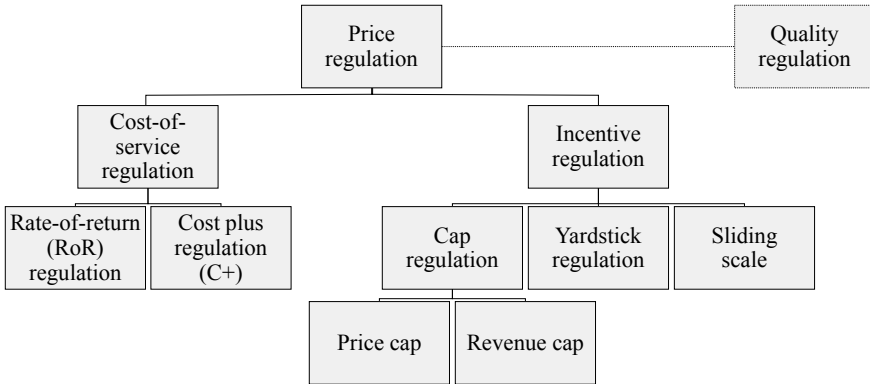 Price
regulation
Quality
regulation
Cost-of-
service
regulation
Incentive
regulation
Rate-of-return
(RoR)
regulation
Cost plus
regulation
(C+)
Cap
regulation
Yardstick
regulation
Sliding
scale
Price cap
Revenue cap